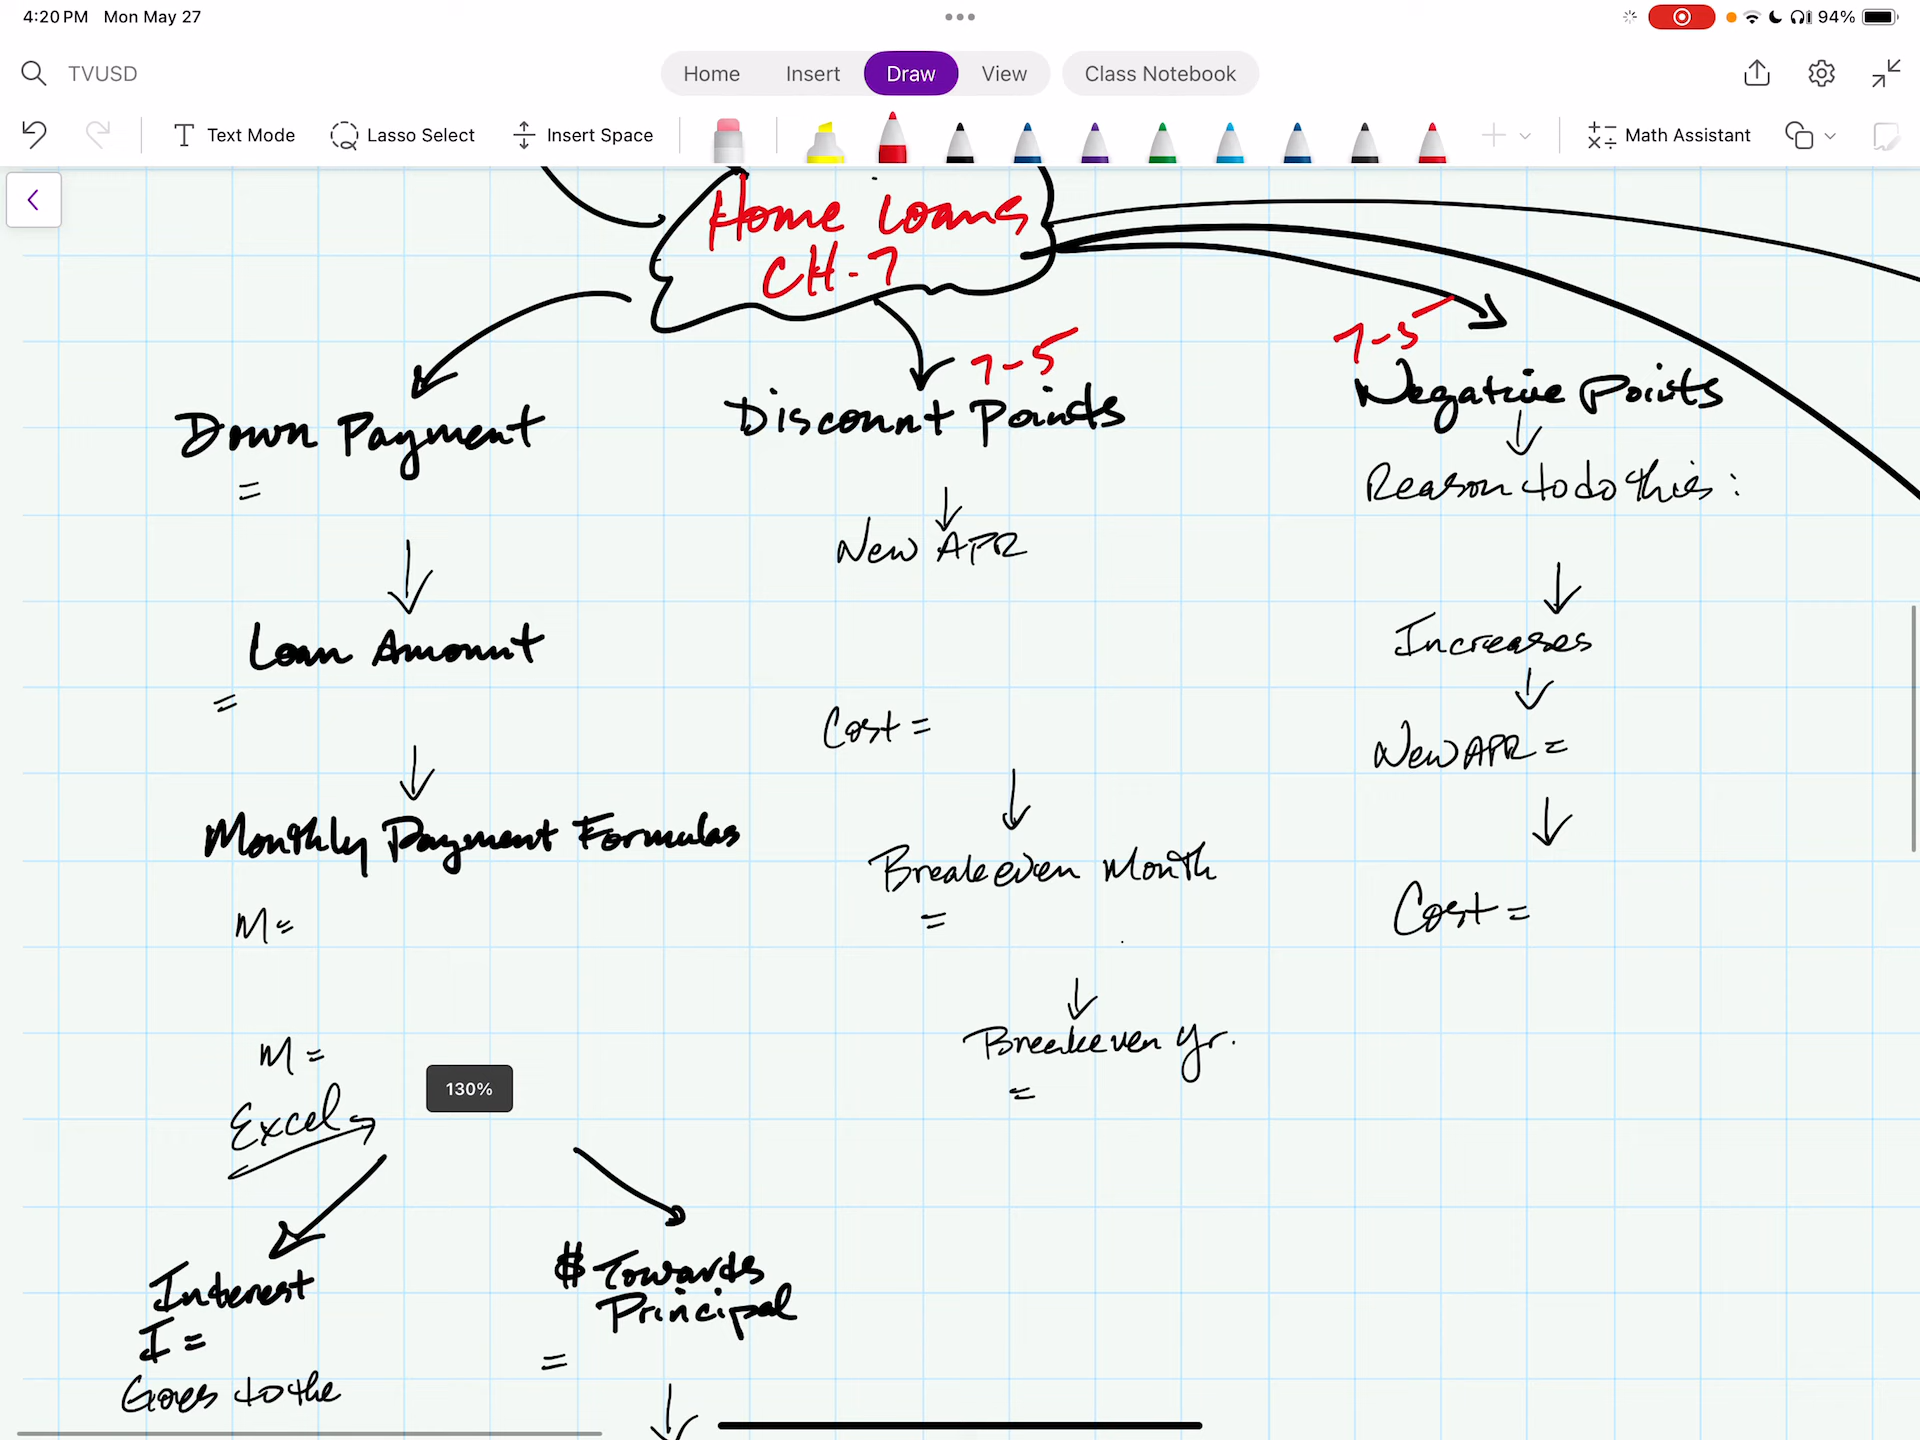 4:20 PM Mon May 27
94%
TVUSD
Home Insert Draw View Class Notebook
Text Mode Lasso Select Insert Space Math Assistant
Home Loans
CH-7
7-5
7-5
Down Payment
=
Loan Amount
=
Monthly Payment Formulas
M=
M=
Excel
130%
Interest
I=
Goes to the
$ Towards
Principal
=
Discount Points
New APR
Cost =
Breakeven Month
=
Breakeven Yr.
=
Negative Points
Reason to do this:
Increases
New APR =
Cost =